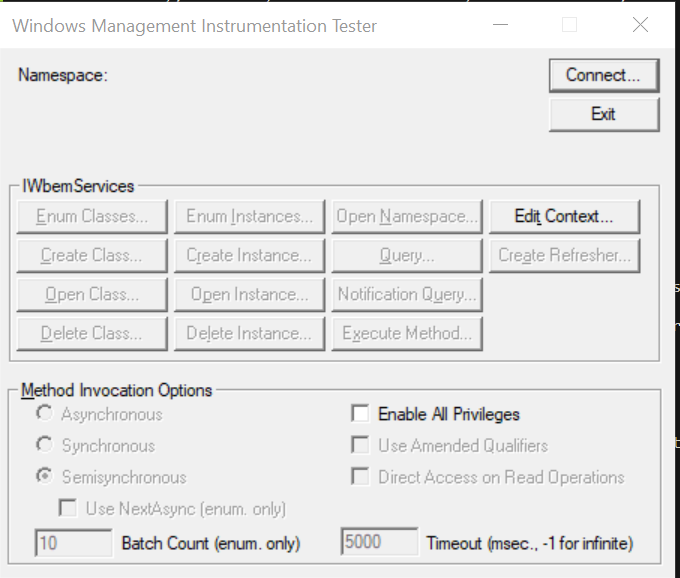 Windows Management Instrumentation Tester
Namespace:
Connect...
Exit
IWbemServices
Enum Classes... Enum Instances... Open Namespace... Edit Context...
Create Class... Create Instance... Query... Create Refresher...
Open Class... Open Instance... Notification Query...
Delete Class... Delete Instance... Execute Method...
Method Invocation Options
Asynchronous Enable All Privileges
Synchronous Use Amended Qualifiers
Semisynchronous Direct Access on Read Operations
Use NextAsync (enum. only)
10 Batch Count (enum. only) 5000 Timeout (msec., -1 for infinite)